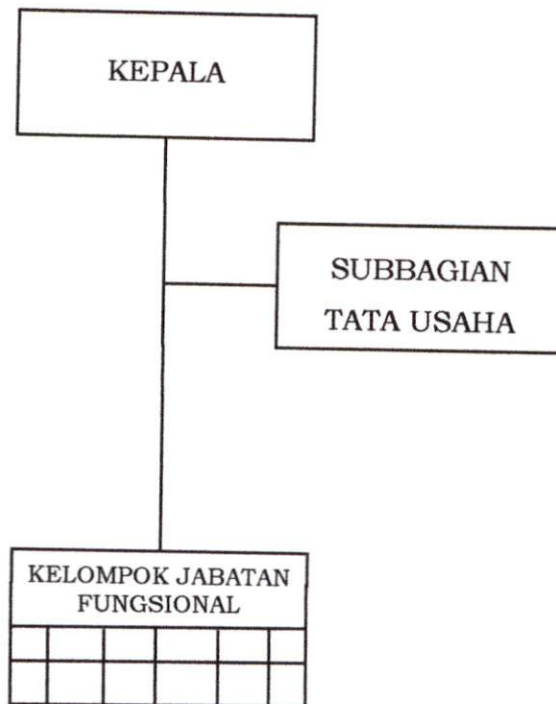 KEPALA
SUBBAGIAN
TATA USAHA
KELOMPOK JABATAN
FUNGSIONAL